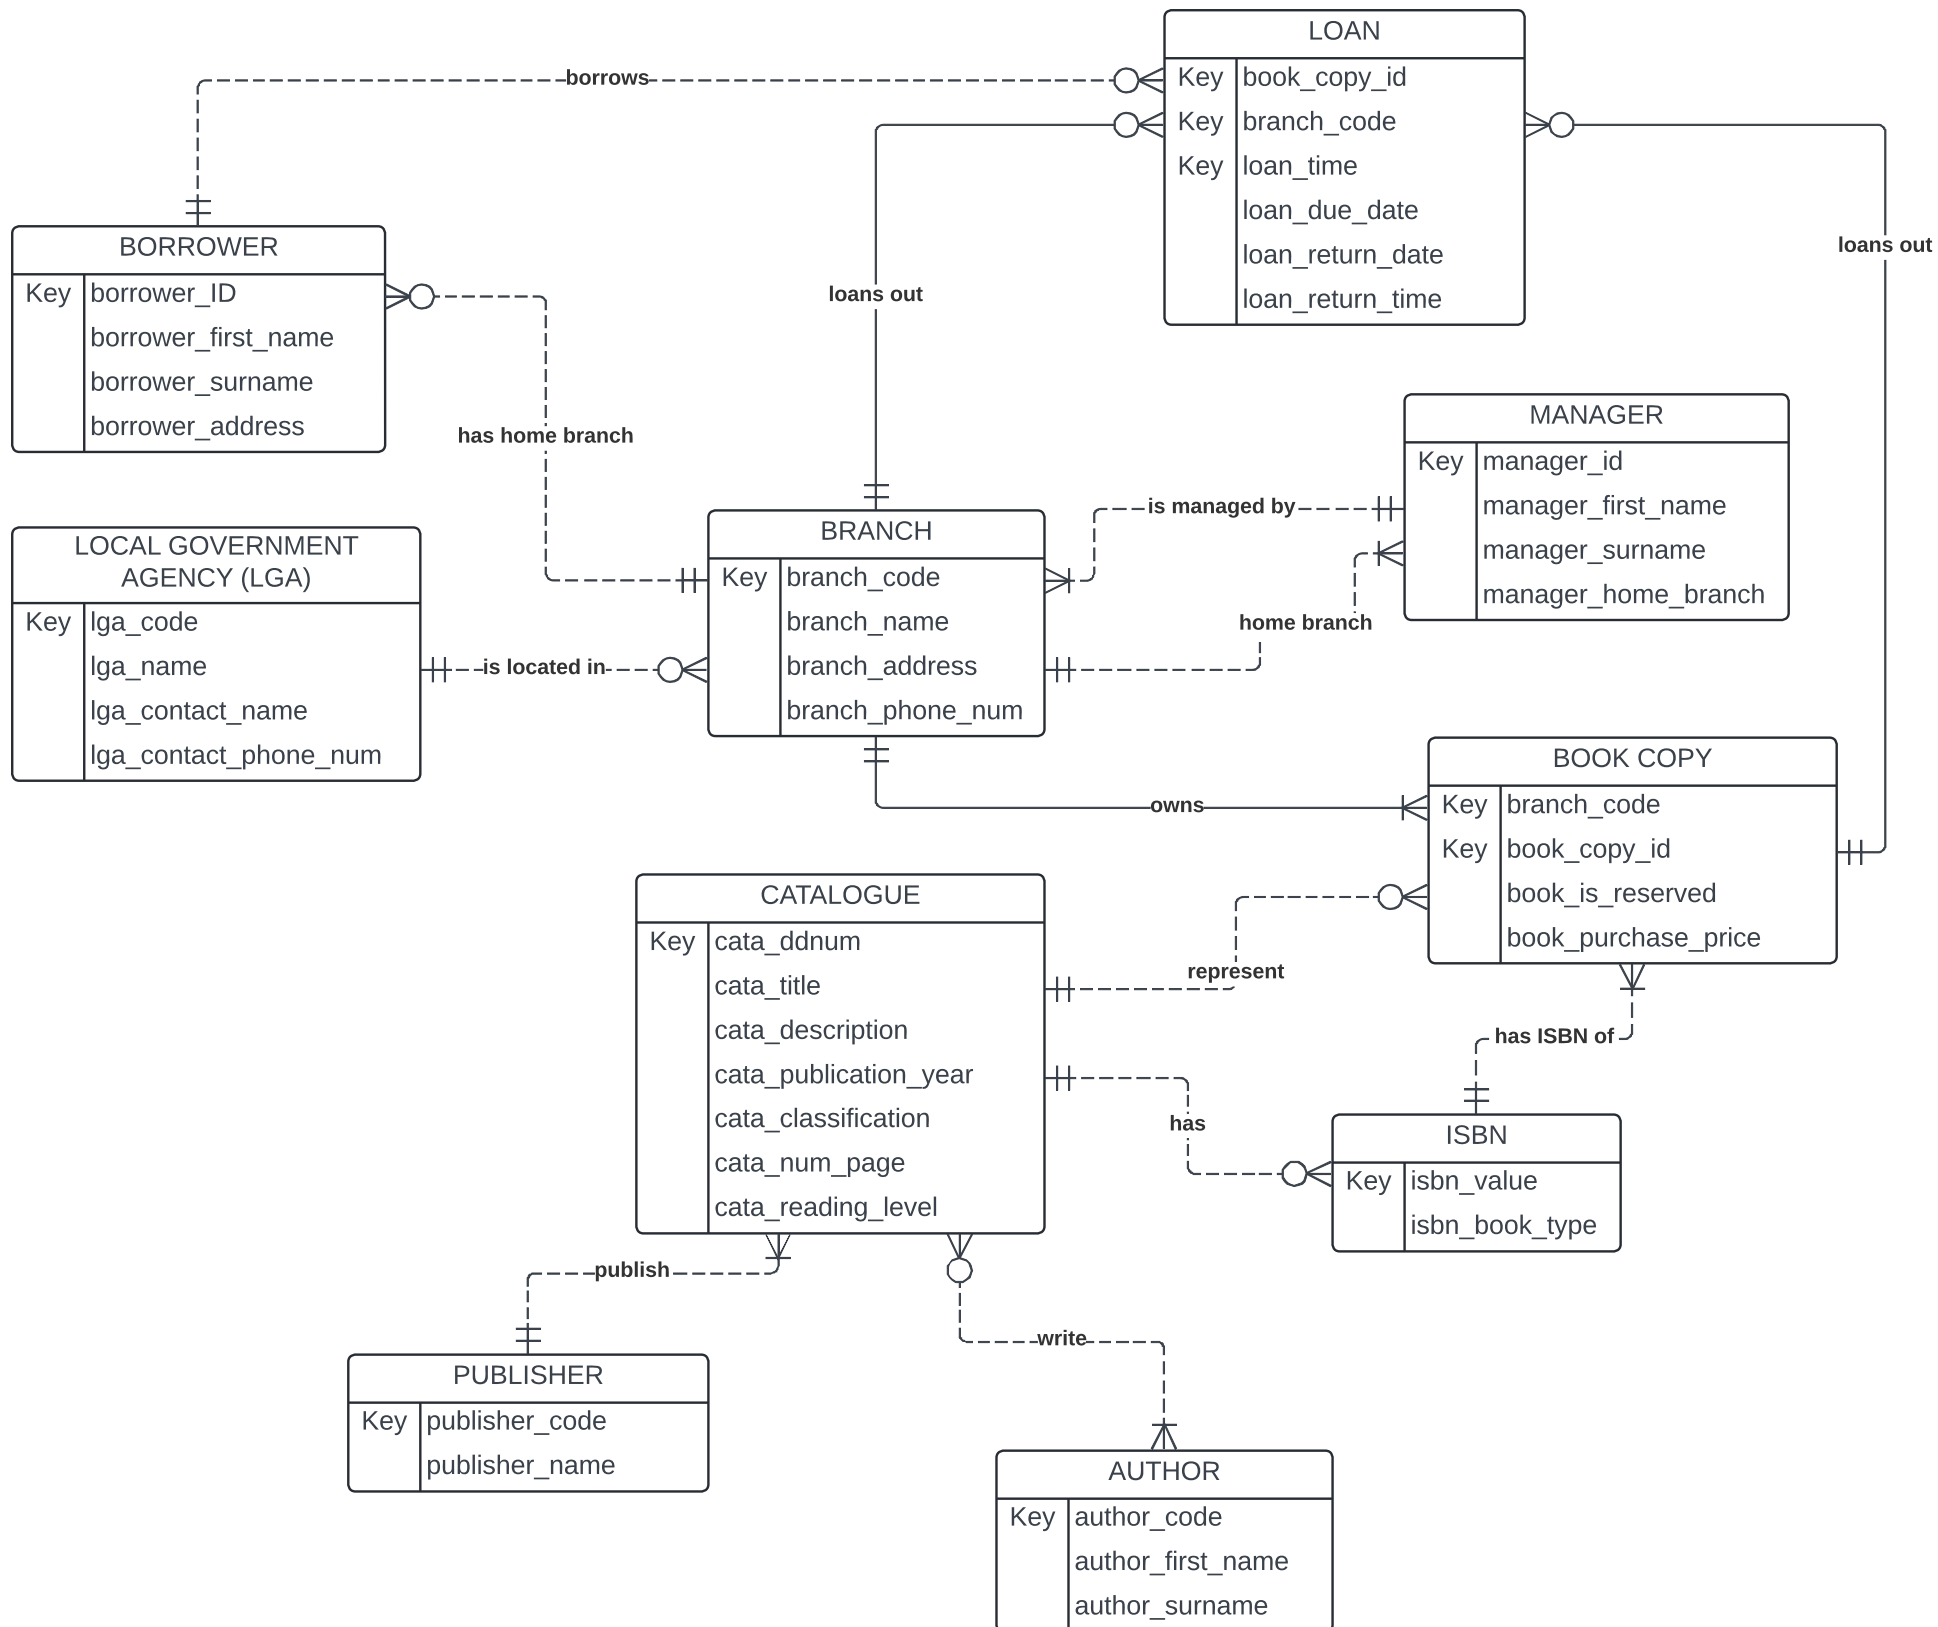 LOAN
Key book_copy_id
Key branch_code
Key loan_time
loan_due_date
loan_return_date
loan_return_time
borrows
loans out
loans out
BORROWER
Key borrower_ID
borrower_first_name
borrower_surname
borrower_address
has home branch
MANAGER
Key manager_id
manager_first_name
manager_surname
manager_home_branch
is managed by
home branch
LOCAL GOVERNMENT
AGENCY (LGA)
Key lga_code
lga_name
lga_contact_name
lga_contact_phone_num
is located in
BRANCH
Key branch_code
branch_name
branch_address
branch_phone_num
owns
BOOK COPY
Key branch_code
Key book_copy_id
book_is_reserved
book_purchase_price
CATALOGUE
Key cata_ddnum
cata_title
cata_description
cata_publication_year
cata_classification
cata_num_page
cata_reading_level
represent
has ISBN of
has
ISBN
Key isbn_value
isbn_book_type
publish
write
PUBLISHER
Key publisher_code
publisher_name
AUTHOR
Key author_code
author_first_name
author_surname